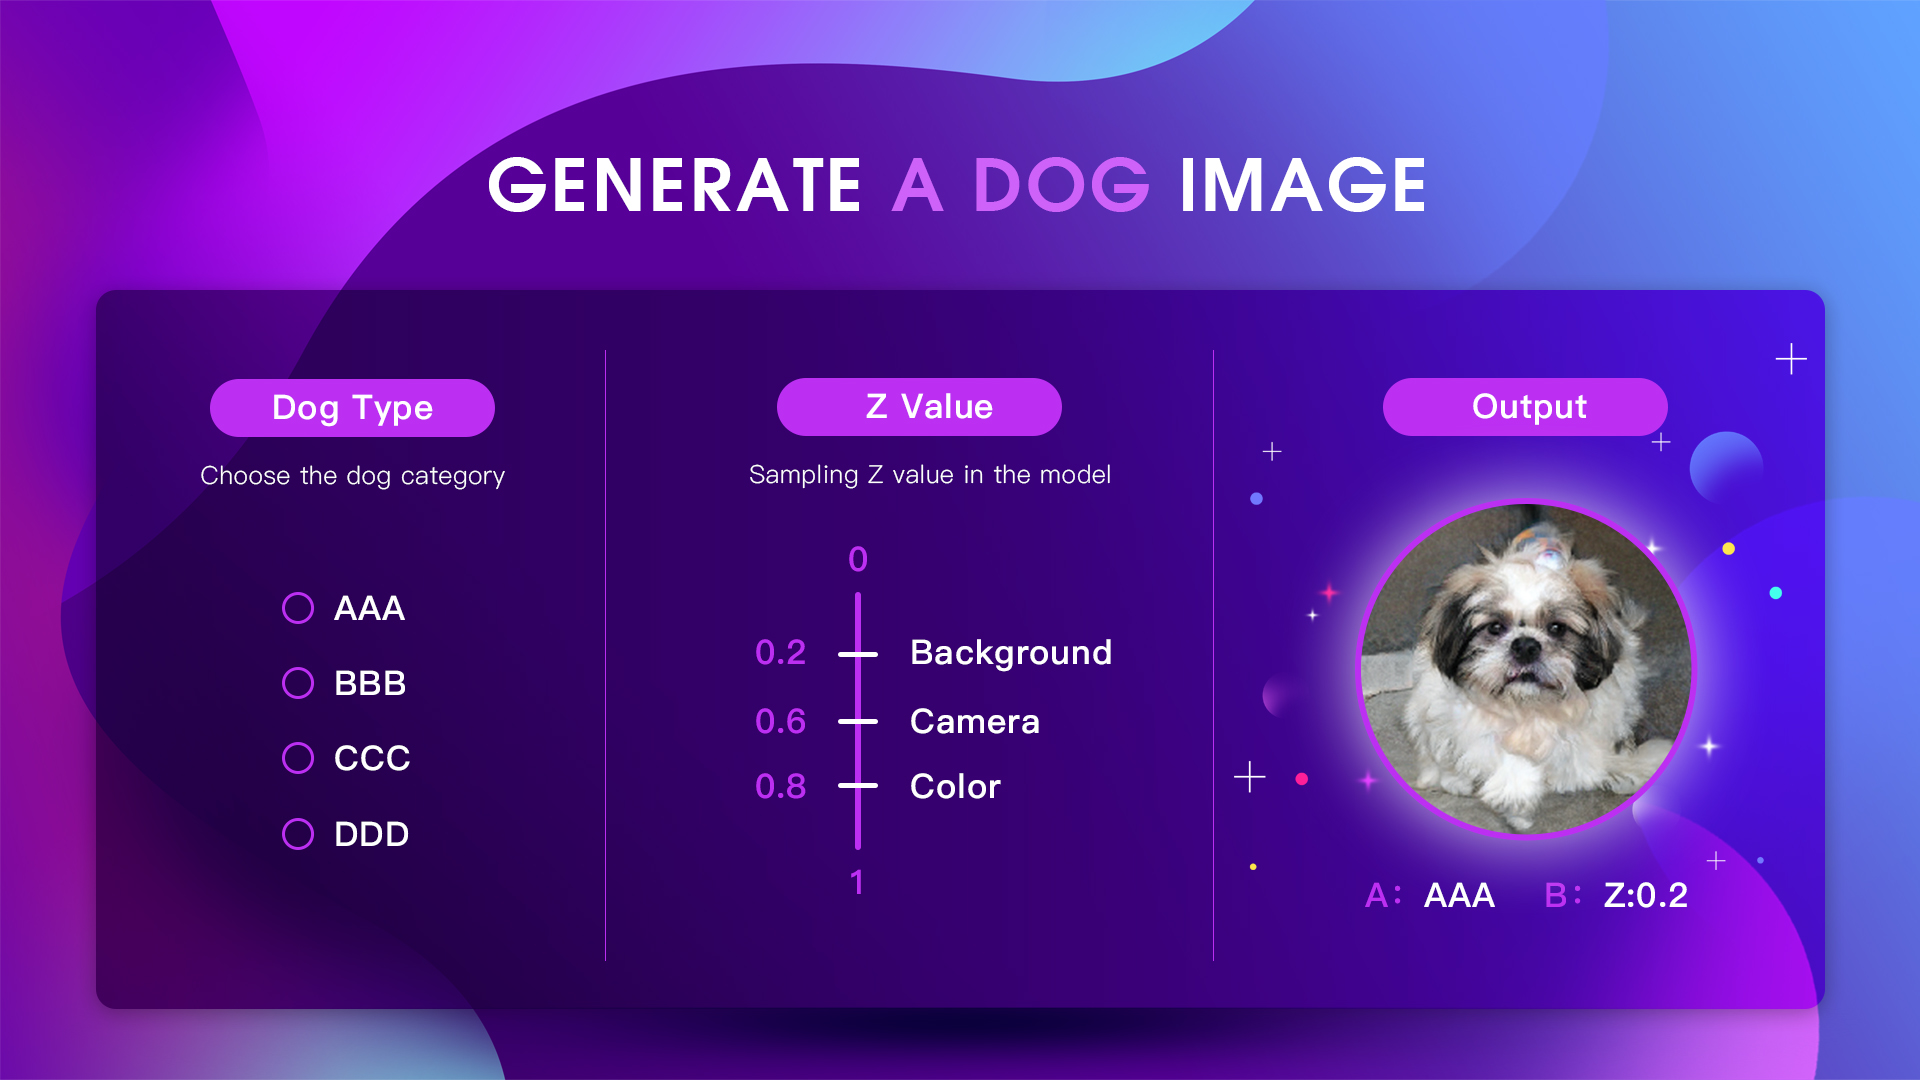 GENERATE A DOG IMAGE
Dog Type
Choose the dog category
AAA
BBB
CCC
DDD
Z Value
Sampling Z value in the model
0
0.2 Background
0.6 Camera
0.8 Color
1
Output
A: AAA B: Z:0.2